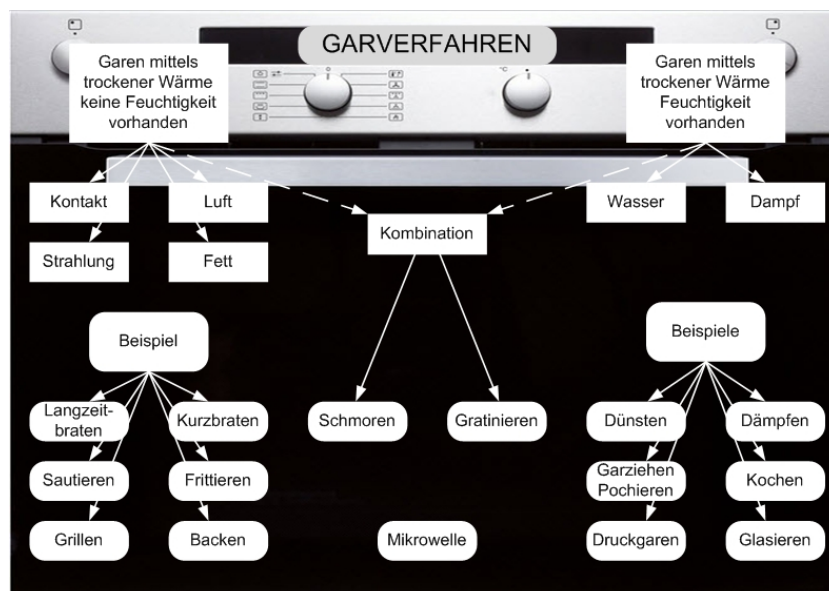 GARVERFAHREN
Garen mittels
trockener Wärme
keine Feuchtigkeit
vorhanden
Garen mittels
trockener Wärme
Feuchtigkeit
vorhanden
°C
Kontakt
Luft
Strahlung
Fett
Kombination
Wasser
Dampf
Beispiel
Beispiele
Langzeit-
braten
Kurzbraten
Sautieren
Frittieren
Grillen
Backen
Schmoren
Gratinieren
Mikrowelle
Dünsten
Dämpfen
Garziehen
Pochieren
Kochen
Druckgaren
Glasieren